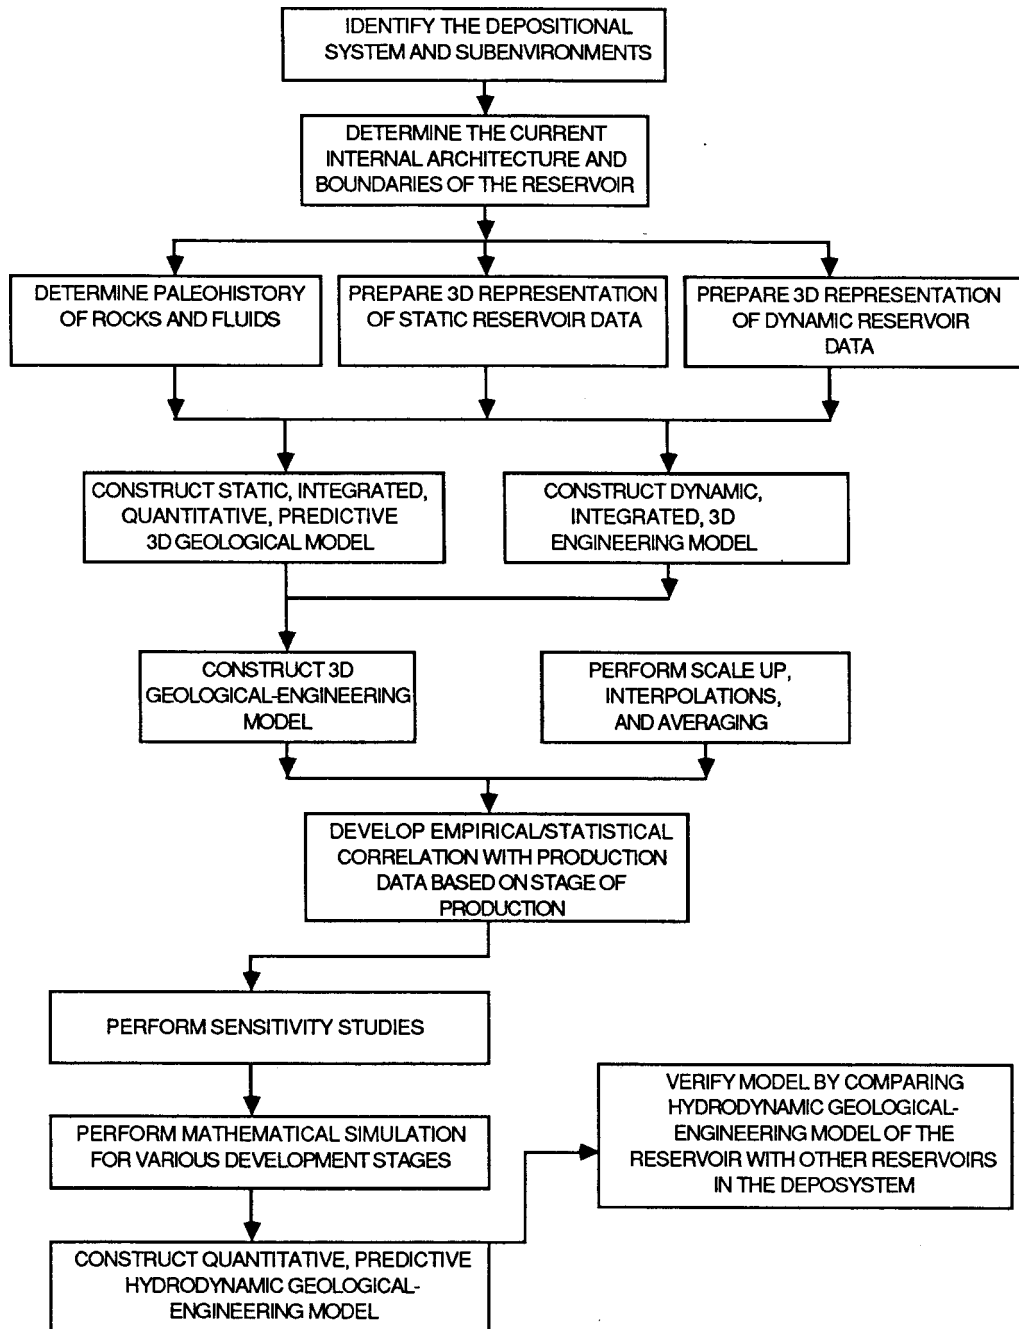 IDENTIFY THE DEPOSITIONAL
SYSTEM AND SUBENVIRONMENTS
DETERMINE THE CURRENT
INTERNAL ARCHITECTURE AND
BOUNDARIES OF THE RESERVOIR
DETERMINE PALEOHISTORY
OF ROCKS AND FLUIDS
PREPARE 3D REPRESENTATION
OF STATIC RESERVOIR DATA
PREPARE 3D REPRESENTATION
OF DYNAMIC RESERVOIR
DATA
CONSTRUCT STATIC, INTEGRATED,
QUANTITATIVE, PREDICTIVE
3D GEOLOGICAL MODEL
CONSTRUCT DYNAMIC,
INTEGRATED, 3D
ENGINEERING MODEL
CONSTRUCT 3D
GEOLOGICAL-ENGINEERING
MODEL
PERFORM SCALE UP,
INTERPOLATIONS,
AND AVERAGING
DEVELOP EMPIRICAL/STATISTICAL
CORRELATION WITH PRODUCTION
DATA BASED ON STAGE OF
PRODUCTION
PERFORM SENSITIVITY STUDIES
PERFORM MATHEMATICAL SIMULATION
FOR VARIOUS DEVELOPMENT STAGES
VERIFY MODEL BY COMPARING
HYDRODYNAMIC GEOLOGICAL-
ENGINEERING MODEL OF THE
RESERVOIR WITH OTHER RESERVOIRS
IN THE DEPOSYSTEM
CONSTRUCT QUANTITATIVE, PREDICTIVE
HYDRODYNAMIC GEOLOGICAL-
ENGINEERING MODEL